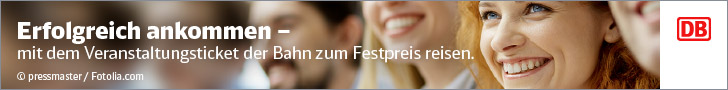 Erfolgreich ankommen –
mit dem Veranstaltungsticket der Bahn zum Festpreis reisen.
© pressmaster / Fotolia.com
DB